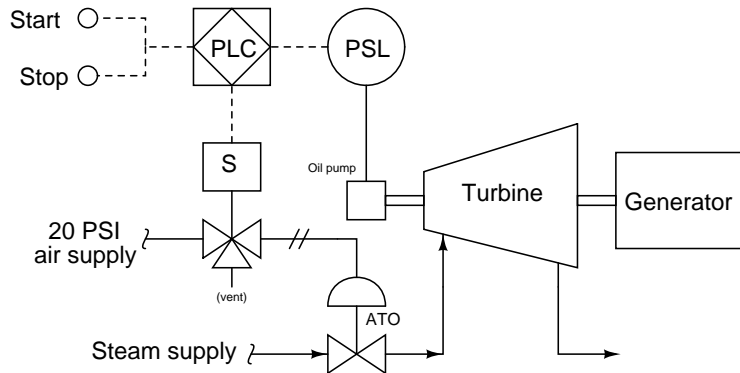 Start
Stop
PLC
PSL
S
Oil pump
Turbine
Generator
20 PSI
air supply
(vent)
ATO
Steam supply